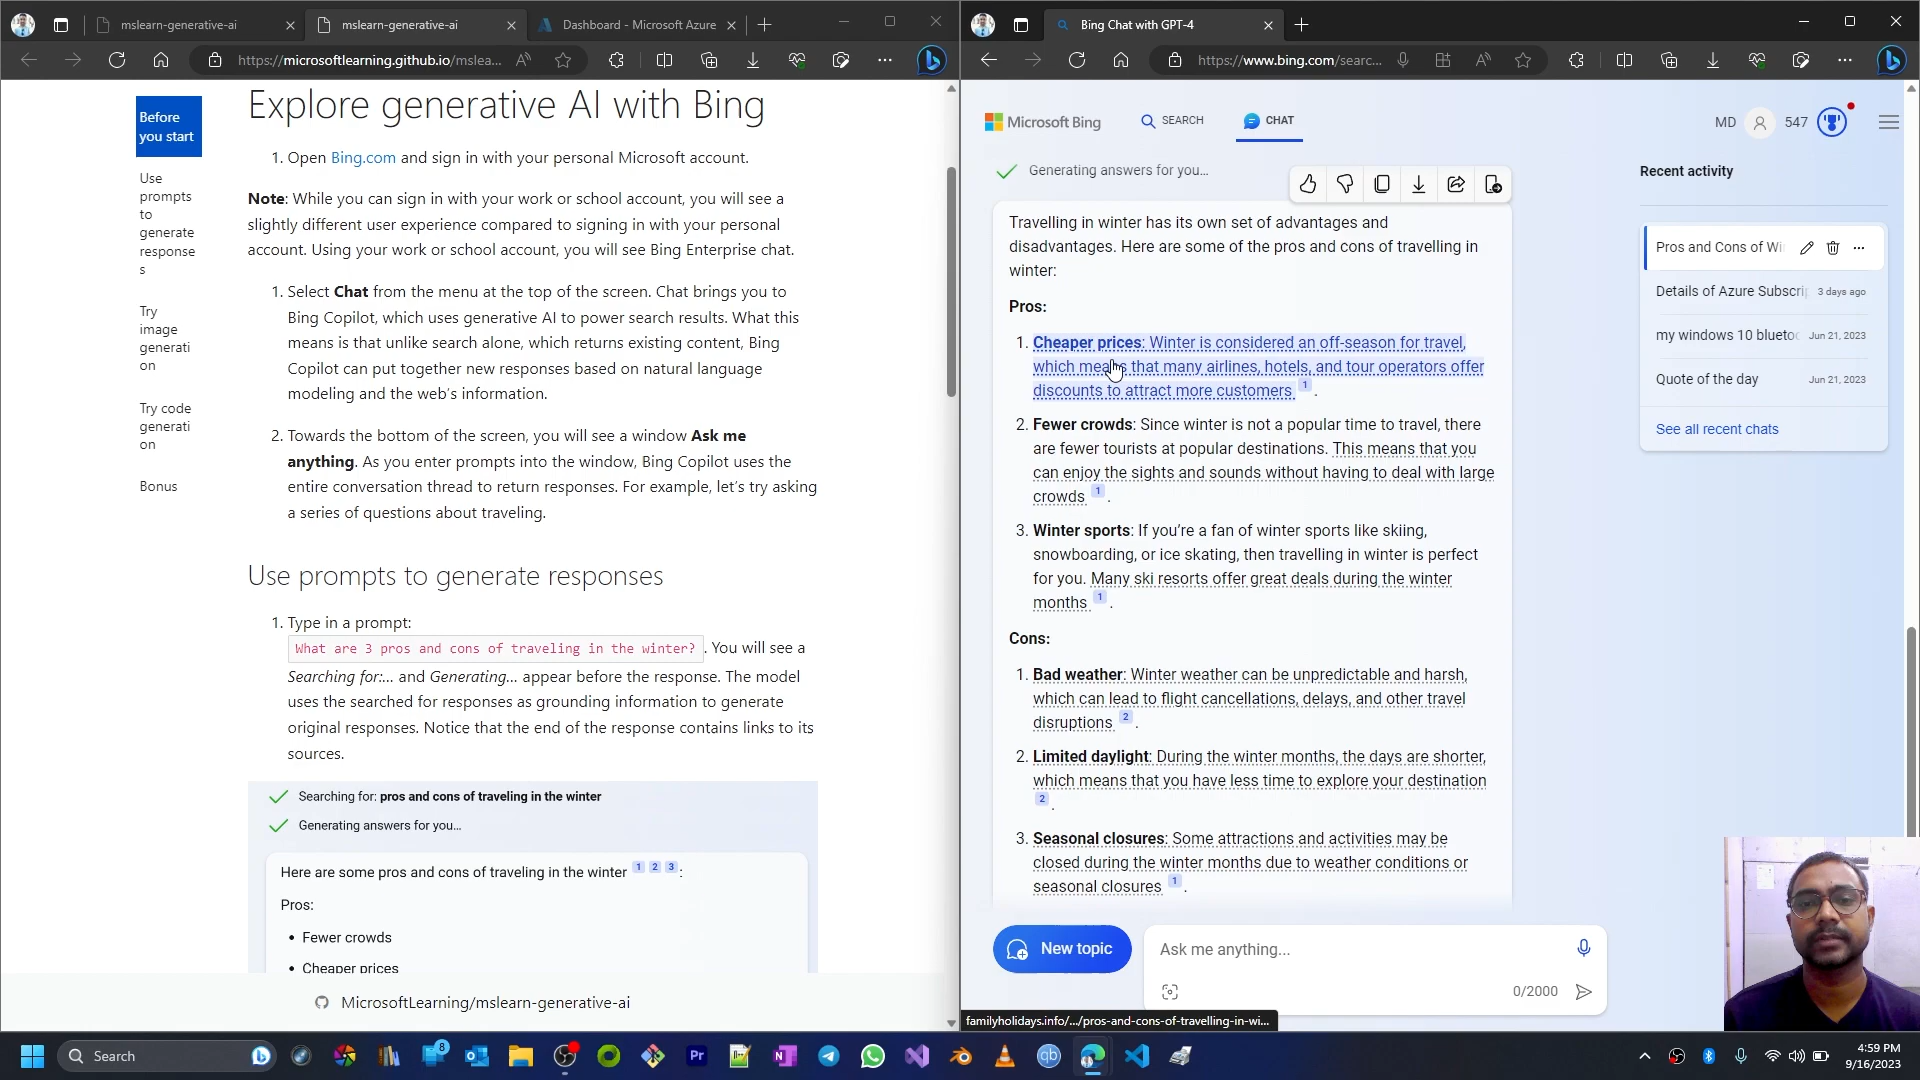 mslearn-generative-ai
mslearn-generative-ai
Dashboard - Microsoft Azure
https://microsoftlearning.github.io/mslea...
Before
you start
Use
prompts
to
generate
response
s
Try
image
generati
on
Try code
generati
on
Bonus
Explore generative AI with Bing
1. Open Bing.com and sign in with your personal Microsoft account.
Note: While you can sign in with your work or school account, you will see a
slightly different user experience compared to signing in with your personal
account. Using your work or school account, you will see Bing Enterprise chat.
1. Select Chat from the menu at the top of the screen. Chat brings you to
Bing Copilot, which uses generative AI to power search results. What this
means is that unlike search alone, which returns existing content, Bing
Copilot can put together new responses based on natural language
modeling and the web's information.
2. Towards the bottom of the screen, you will see a window Ask me
anything. As you enter prompts into the window, Bing Copilot uses the
entire conversation thread to return responses. For example, let's try asking
a series of questions about traveling.
Use prompts to generate responses
1. Type in a prompt:
What are 3 pros and cons of traveling in the winter? . You will see a
Searching for:... and Generating... appear before the response. The model
uses the searched for responses as grounding information to generate
original responses. Notice that the end of the response contains links to its
sources.
Searching for: pros and cons of traveling in the winter
Generating answers for you...
Here are some pros and cons of traveling in the winter 1 2 3 :
Pros:
• Fewer crowds
• Cheaper prices
MicrosoftLearning/mslearn-generative-ai
Bing Chat with GPT-4
https://www.bing.com/searc...
Microsoft Bing
SEARCH
CHAT
MD
547
Generating answers for you...
Travelling in winter has its own set of advantages and
disadvantages. Here are some of the pros and cons of travelling in
winter:
Pros:
1. Cheaper prices: Winter is considered an off-season for travel,
which means that many airlines, hotels, and tour operators offer
discounts to attract more customers 1 .
2. Fewer crowds: Since winter is not a popular time to travel, there
are fewer tourists at popular destinations. This means that you
can enjoy the sights and sounds without having to deal with large
crowds 1 .
3. Winter sports: If you're a fan of winter sports like skiing,
snowboarding, or ice skating, then travelling in winter is perfect
for you. Many ski resorts offer great deals during the winter
months 1 .
Cons:
1. Bad weather: Winter weather can be unpredictable and harsh,
which can lead to flight cancellations, delays, and other travel
disruptions 2 .
2. Limited daylight: During the winter months, the days are shorter,
which means that you have less time to explore your destination
2 .
3. Seasonal closures: Some attractions and activities may be
closed during the winter months due to weather conditions or
seasonal closures 1 .
New topic
Ask me anything...
0/2000
familyholidays.info/.../pros-and-cons-of-travelling-in-wi...
Recent activity
Pros and Cons of Wi
Details of Azure Subscrip 3 days ago
my windows 10 blueto Jun 21, 2023
Quote of the day Jun 21, 2023
See all recent chats
Search
8
Pr
N
qb
4:59 PM
9/16/2023